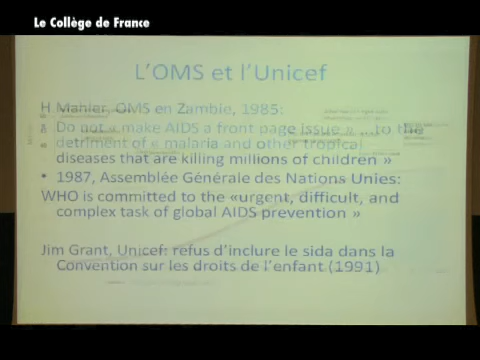 Le Collège de France
L'OMS et l'Unicef
H Mahler, OMS en Zambie, 1985:
Do not « make AIDS a front page issue » ...to the
detriment of « malaria and other tropical
diseases that are killing millions of children »
• 1987, Assemblée Générale des Nations Unies:
WHO is committed to the «urgent, difficult, and
complex task of global AIDS prevention »
Jim Grant, Unicef: refus d'inclure le sida dans la
Convention sur les droits de l'enfant (1991)